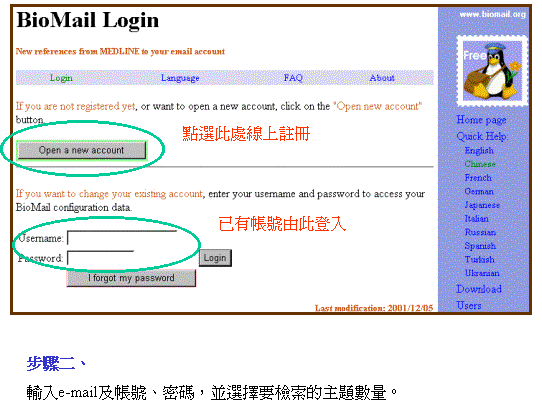 BioMail Login
www.biomail.org
New references from MEDLINE to your email account
Free
Login Language FAQ About
If you are not registered yet, or want to open a new account, click on the "Open new account"
button.
點選此處線上註冊
Open a new account
If you want to change your existing account, enter your username and password to access your
BioMail configuration data.
已有帳號由此登入
Username:
Password:
Login
I forgot my password
Last modification: 2001/12/05
Home page
Quick Help:
English
Chinese
French
German
Japanese
Italian
Russian
Spanish
Turkish
Ukranian
Download
Users
步驟二、
輸入e-mail及帳號、密碼，並選擇要檢索的主題數量。